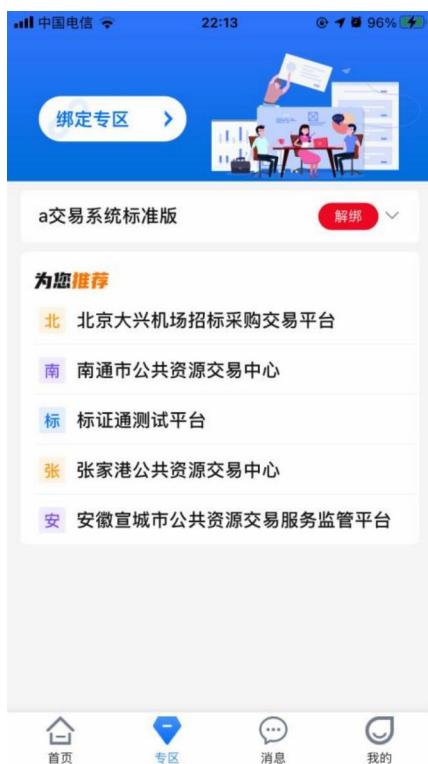 中国电信 22:13 96%
绑定专区
a交易系统标准版 解绑
为您推荐
北 北京大兴机场招标采购交易平台
南 南通市公共资源交易中心
标 标证通测试平台
张 张家港公共资源交易中心
安 安徽宣城市公共资源交易服务监管平台
首页 专区 消息 我的